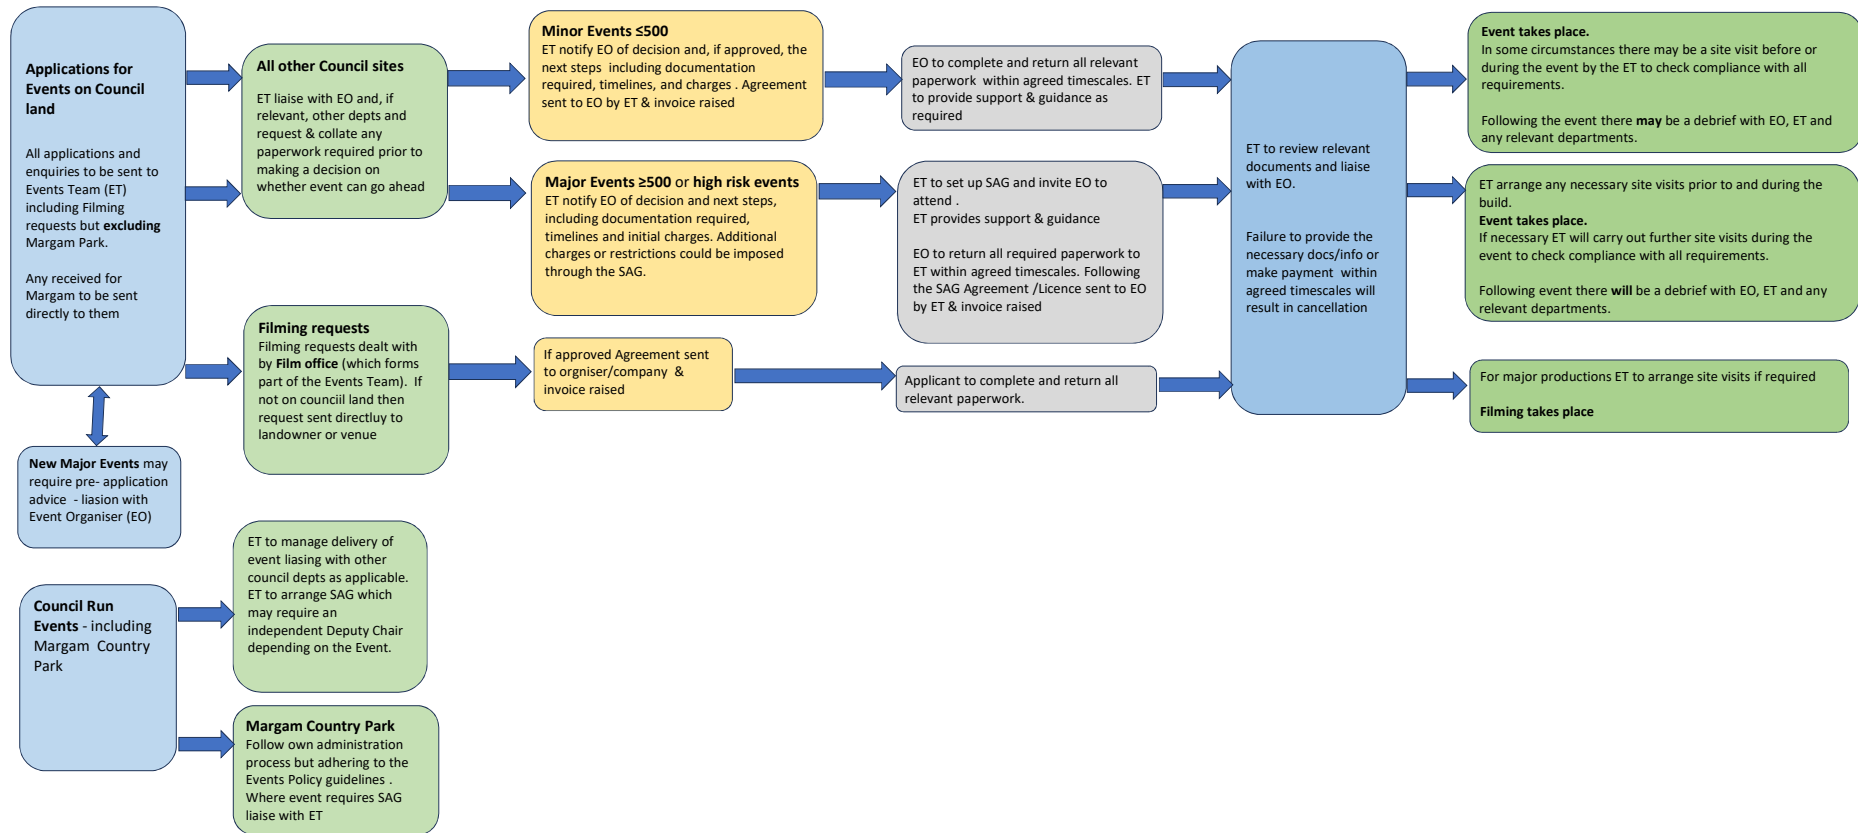 Applications for
Events on Council
land
All applications and
enquiries to be sent to
Events Team (ET)
including Filming
requests but excluding
Margam Park.
Any received for
Margam to be sent
directly to them
New Major Events may
require pre- application
advice - liasion with
Event Organiser (EO)
All other Council sites
ET liaise with EO and, if
relevant, other depts and
request & collate any
paperwork required prior to
making a decision on
whether event can go ahead
Filming requests
Filming requests dealt with
by Film office (which forms
part of the Events Team). If
not on counciil land then
request sent directluy to
landowner or venue
Minor Events ≤500
ET notify EO of decision and, if approved, the
next steps including documentation
required, timelines, and charges . Agreement
sent to EO by ET & invoice raised
Major Events ≥500 or high risk events
ET notify EO of decision and next steps,
including documentation required,
timelines and initial charges. Additional
charges or restrictions could be imposed
through the SAG.
If approved Agreement sent
to orgniser/company &
invoice raised
EO to complete and return all relevant
paperwork within agreed timescales. ET
to provide support & guidance as
required
ET to set up SAG and invite EO to
attend .
ET provides support & guidance
EO to return all required paperwork to
ET within agreed timescales. Following
the SAG Agreement /Licence sent to EO
by ET & invoice raised
Applicant to complete and return all
relevant paperwork.
ET to review relevant
documents and liaise
with EO.
Failure to provide the
necessary docs/info or
make payment within
agreed timescales will
result in cancellation
Event takes place.
In some circumstances there may be a site visit before or
during the event by the ET to check compliance with all
requirements.
Following the event there may be a debrief with EO, ET and
any relevant departments.
ET arrange any necessary site visits prior to and during the
build.
Event takes place.
If necessary ET will carry out further site visits during the
event to check compliance with all requirements.
Following event there will be a debrief with EO, ET and any
relevant departments.
For major productions ET to arrange site visits if required
Filming takes place
Council Run
Events - including
Margam Country
Park
ET to manage delivery of
event liasing with other
council depts as applicable.
ET to arrange SAG which
may require an
independent Deputy Chair
depending on the Event.
Margam Country Park
Follow own administration
process but adhering to the
Events Policy guidelines .
Where event requires SAG
liaise with ET